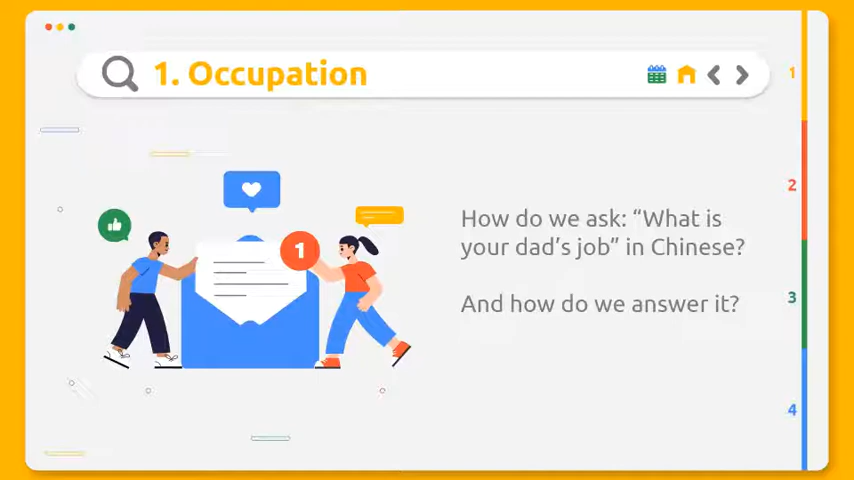 1. Occupation
1
2
3
4
1
How do we ask: “What is
your dad’s job” in Chinese?
And how do we answer it?